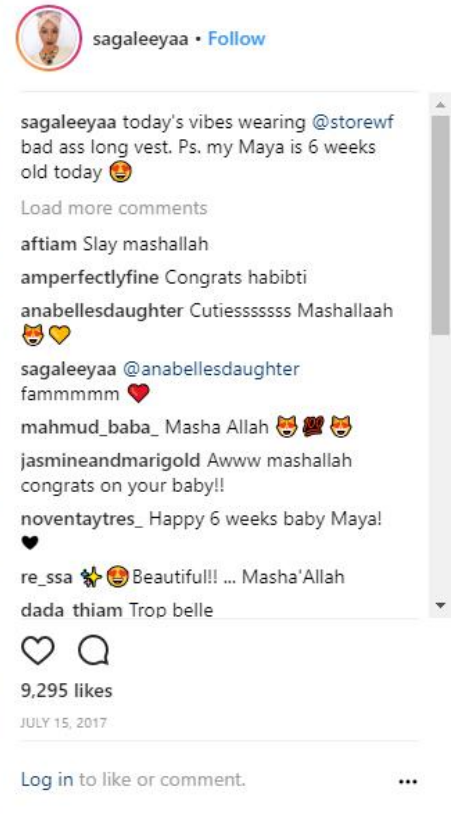 sagaleeyaa • Follow
sagaleeyaa today's vibes wearing @storewf
bad ass long vest. Ps. my Maya is 6 weeks
old today 😍
Load more comments
aftiam Slay mashallah
amperfectlyfine Congrats habibti
anabellesdaughter Cutiesssssss Mashallaah
😻💛
sagaleeyaa @anabellesdaughter
fammmmm ❤️
mahmud_baba_ Masha Allah 😻💯😻
jasmineandmarigold Awww mashallah
congrats on your baby!!
noventaytres_ Happy 6 weeks baby Maya!
🖤
re_ssa ✨😍Beautiful!! ... Masha'Allah
dada_thiam Trop belle
9,295 likes
JULY 15, 2017
Log in to like or comment.